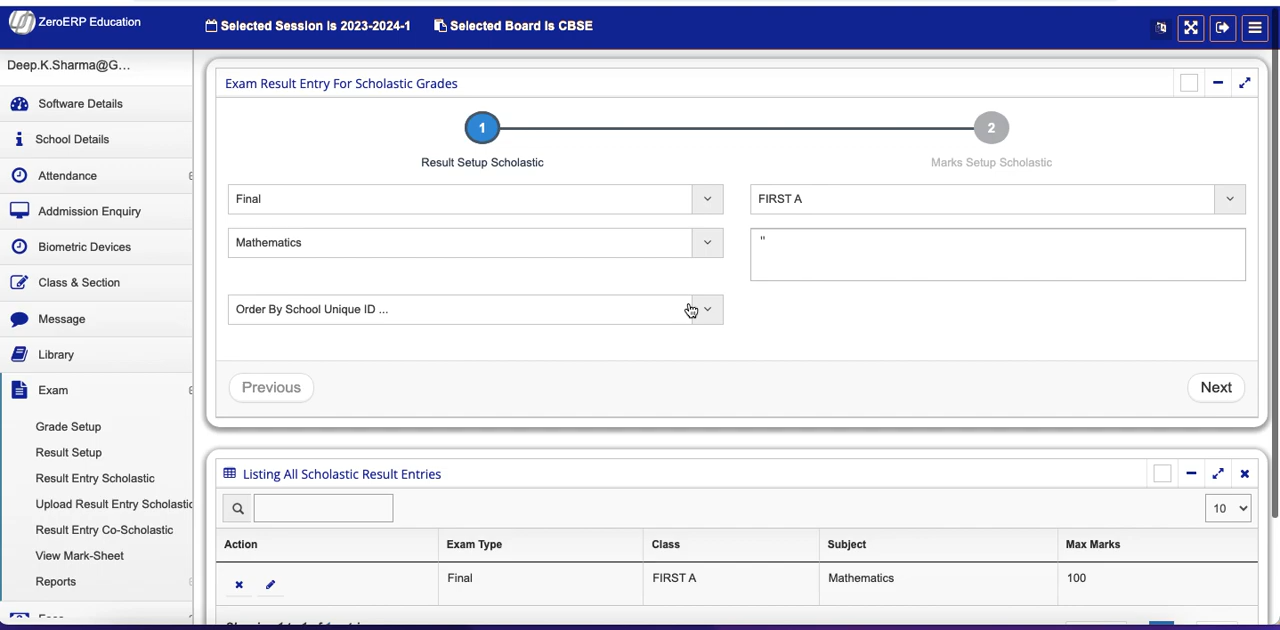 ZeroERP Education
Selected Session is 2023-2024-1
Selected Board Is CBSE
Deep.K.Sharma@G...
Software Details
School Details
Attendance
Addmission Enquiry
Biometric Devices
Class & Section
Message
Library
Exam
Grade Setup
Result Setup
Result Entry Scholastic
Upload Result Entry Scholastic
Result Entry Co-Scholastic
View Mark-Sheet
Reports
Exam Result Entry For Scholastic Grades
1
2
Result Setup Scholastic
Marks Setup Scholastic
Final
FIRST A
Mathematics
"
Order By School Unique ID ...
Previous
Next
Listing All Scholastic Result Entries
10
Action Exam Type Class Subject Max Marks
Final FIRST A Mathematics 100